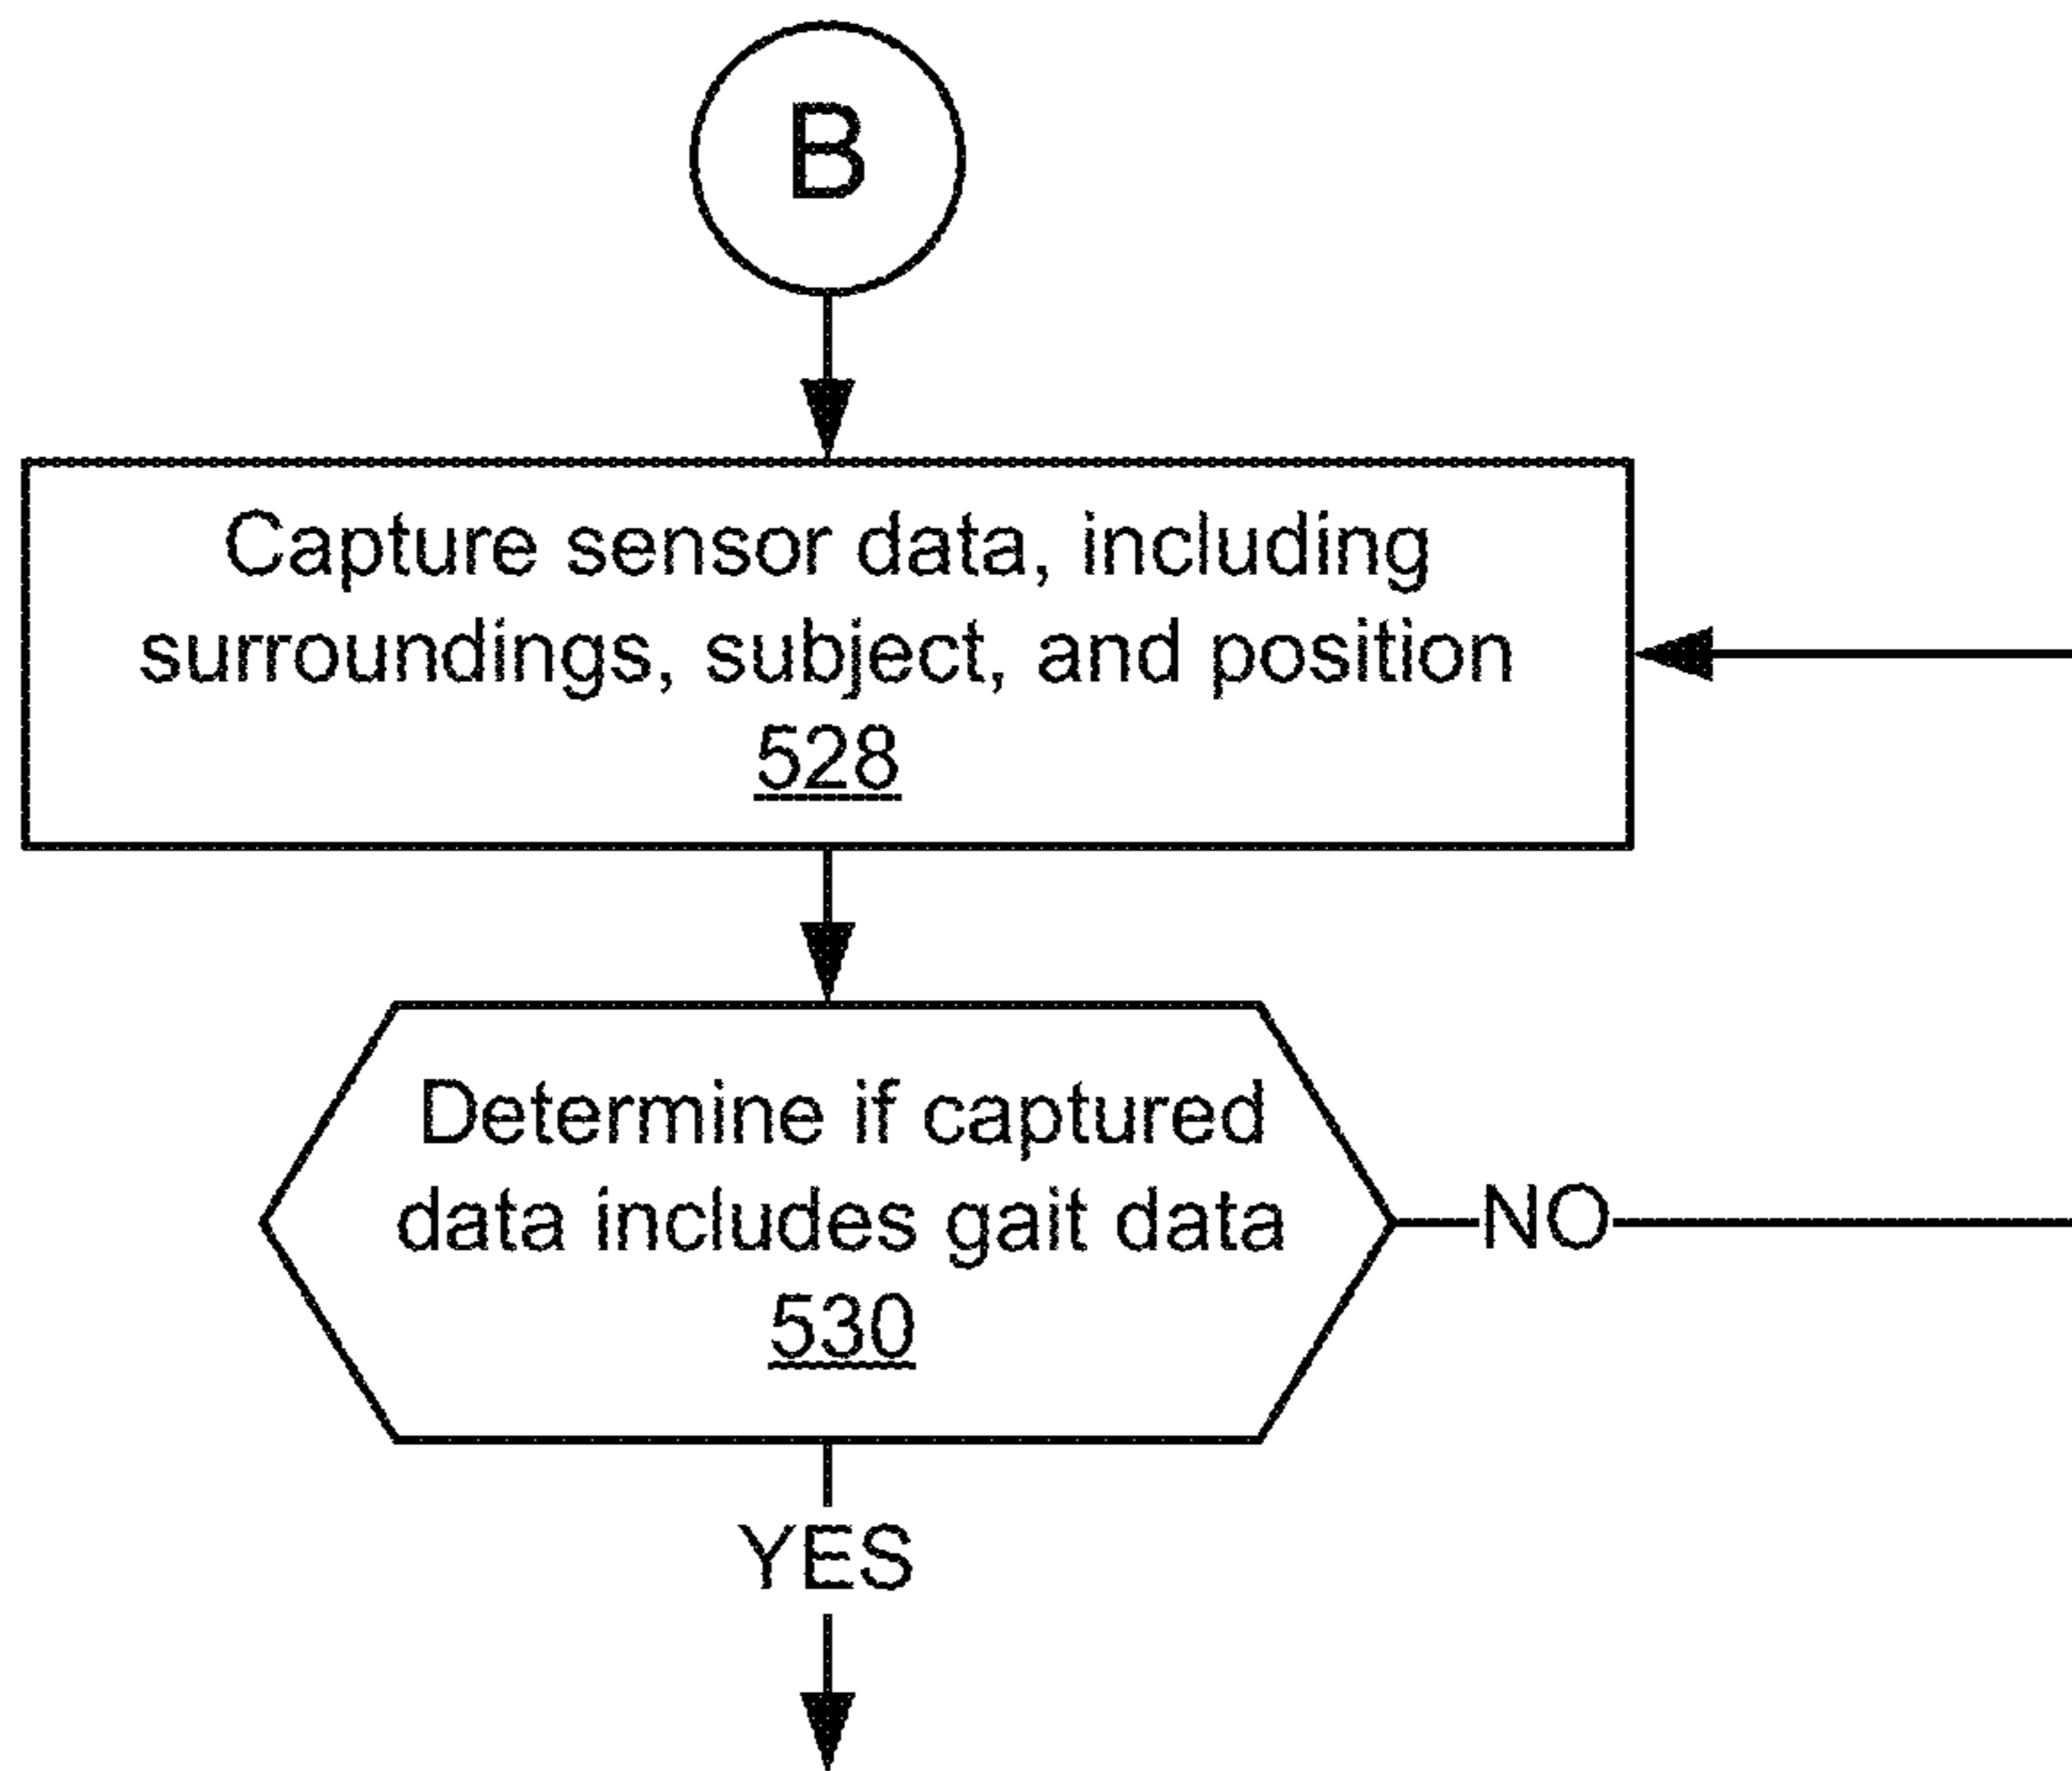 B
Capture sensor data, including
surroundings, subject, and position
528
Determine if captured
data includes gait data
530
NO
YES